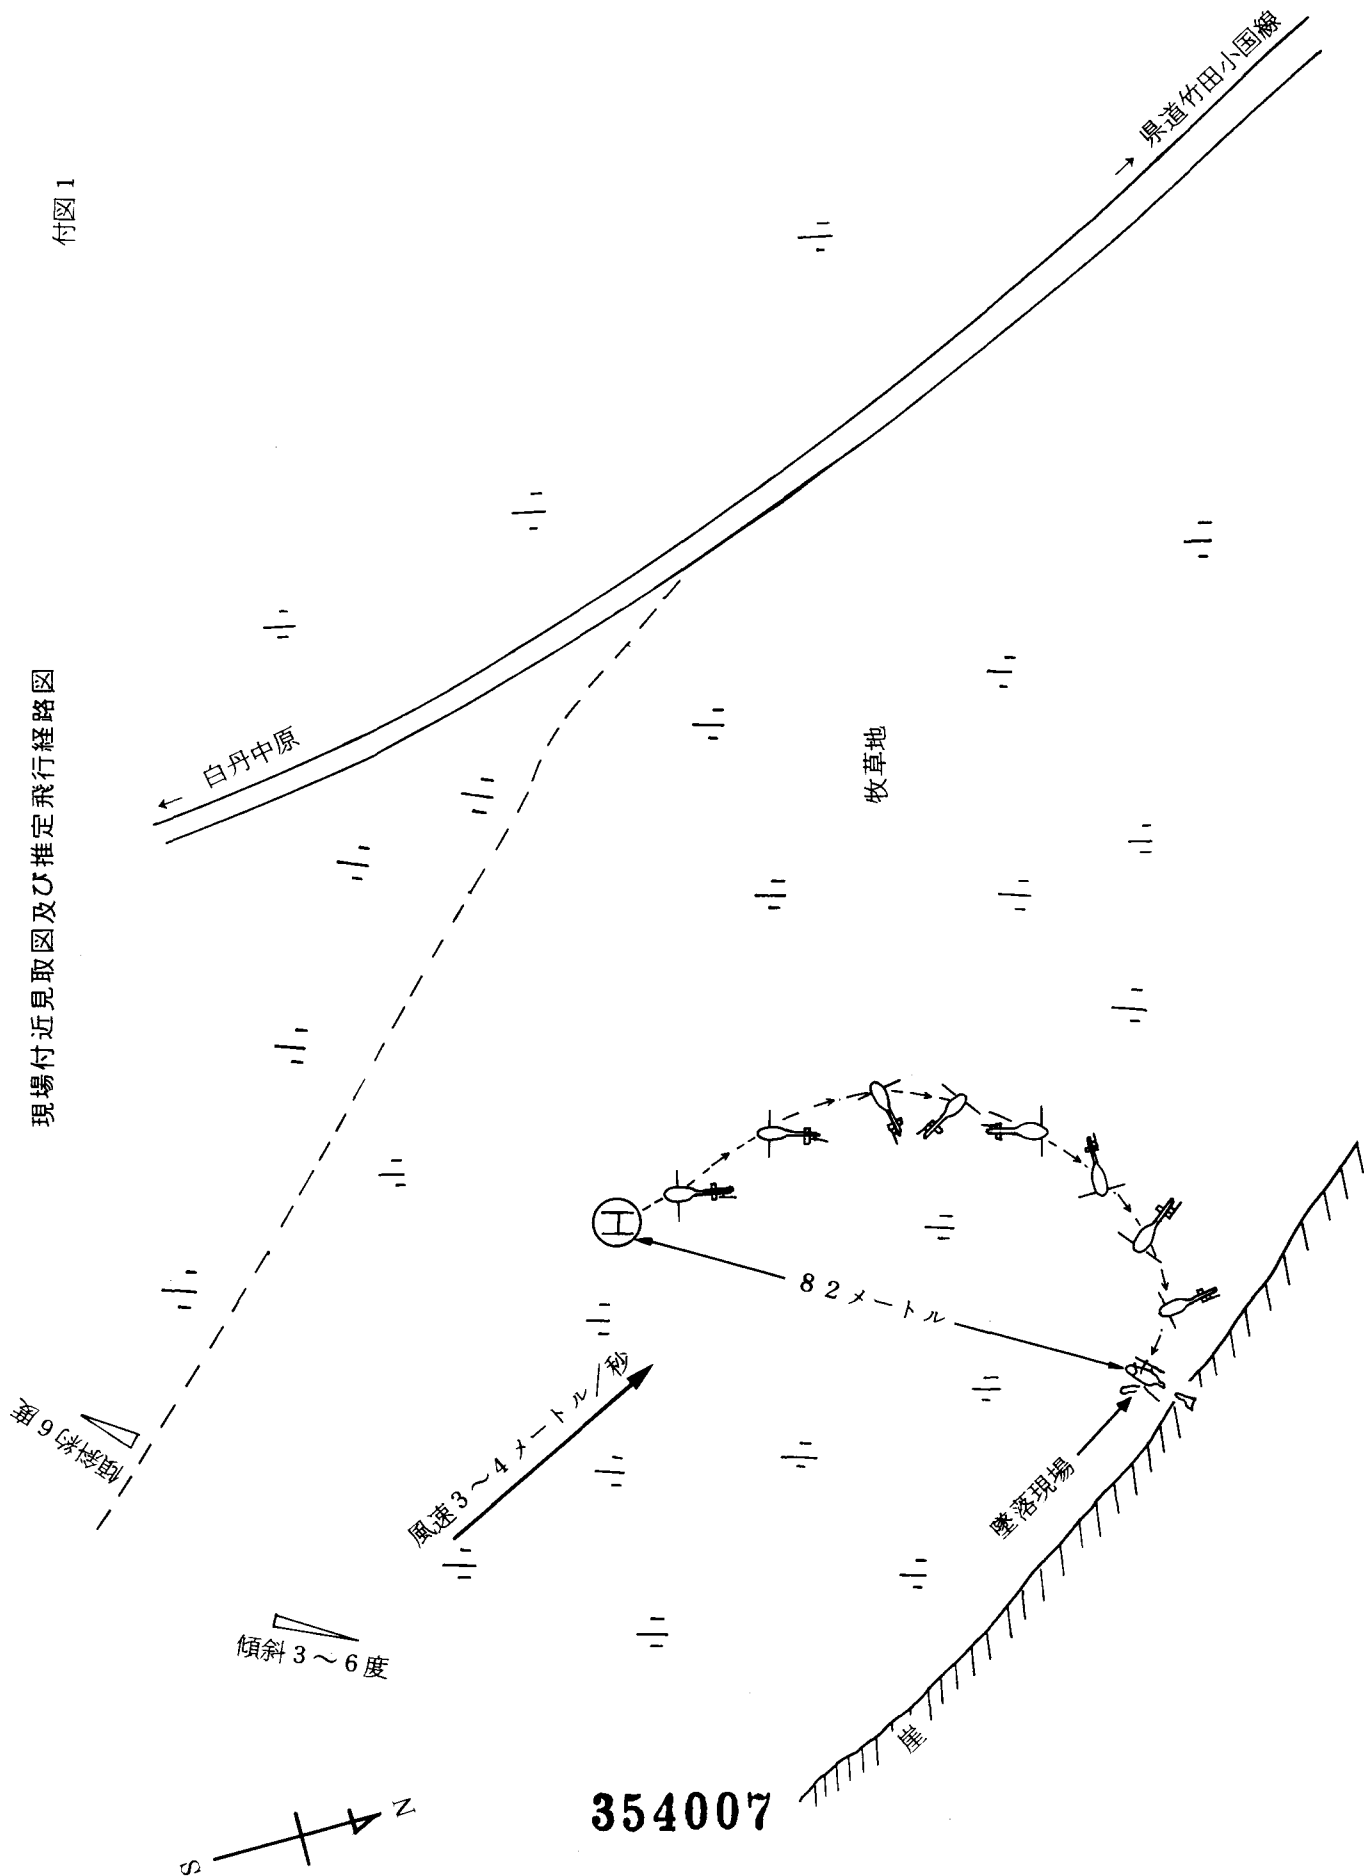 付図1
現場付近見取図及び推定飛行経路図
→ 県道竹田小国線
← 白丹中原
牧草地
H
82メートル
傾斜約6度
風速3～4メートル/秒
墜落現場
傾斜3～6度
崖
S
N
354007